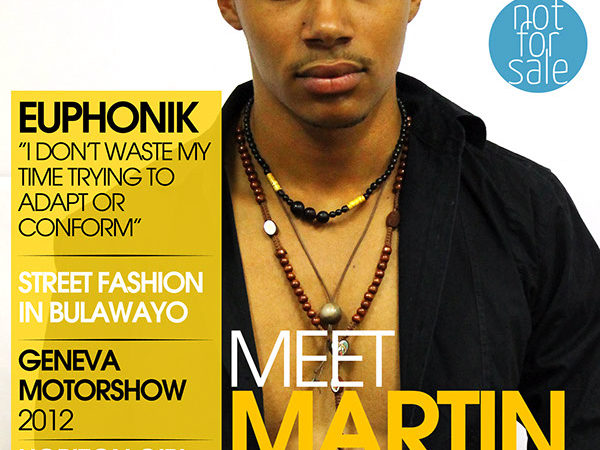 not
for
sale
EUPHONIK
"I DON'T WASTE MY
TIME TRYING TO
ADAPT OR
CONFORM"
STREET FASHION
IN BULAWAYO
GENEVA
MOTORSHOW
2012
MEET
MARTIN